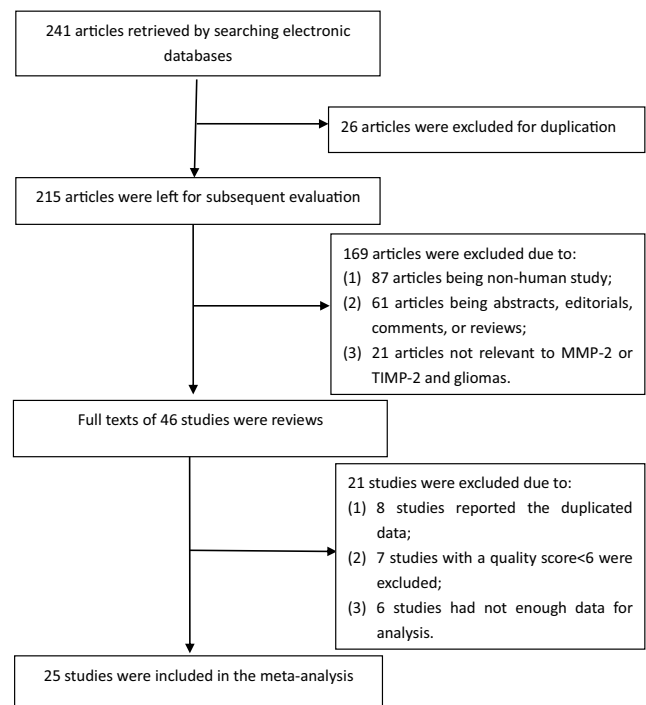 241 articles retrieved by searching electronic
databases
26 articles were excluded for duplication
215 articles were left for subsequent evaluation
169 articles were excluded due to:
(1) 87 articles being non-human study;
(2) 61 articles being abstracts, editorials,
comments, or reviews;
(3) 21 articles not relevant to MMP-2 or
TIMP-2 and gliomas.
Full texts of 46 studies were reviews
21 studies were excluded due to:
(1) 8 studies reported the duplicated
data;
(2) 7 studies with a quality score<6 were
excluded;
(3) 6 studies had not enough data for
analysis.
25 studies were included in the meta-analysis